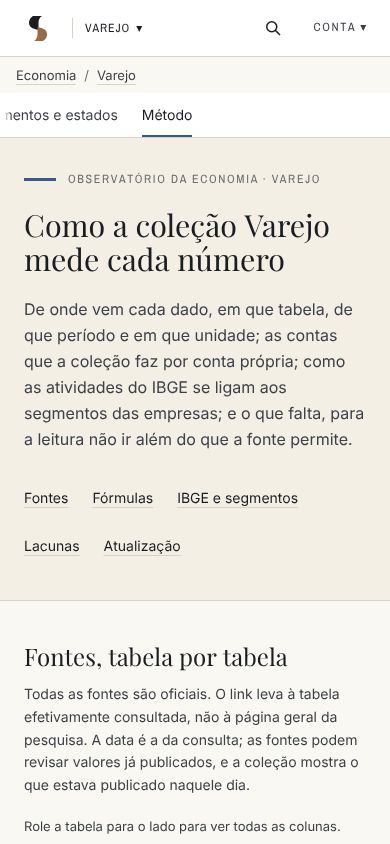 VAREJO ▼
CONTA ▼
Economia / Varejo
mentos e estados
Método
OBSERVATÓRIO DA ECONOMIA · VAREJO
Como a coleção Varejo
mede cada número
De onde vem cada dado, em que tabela, de
que período e em que unidade; as contas
que a coleção faz por conta própria; como
as atividades do IBGE se ligam aos
segmentos das empresas; e o que falta, para
a leitura não ir além do que a fonte permite.
Fontes
Fórmulas
IBGE e segmentos
Lacunas
Atualização
Fontes, tabela por tabela
Todas as fontes são oficiais. O link leva à tabela
efetivamente consultada, não à página geral da
pesquisa. A data é a da consulta; as fontes podem
revisar valores já publicados, e a coleção mostra o
que estava publicado naquele dia.
Role a tabela para o lado para ver todas as colunas.